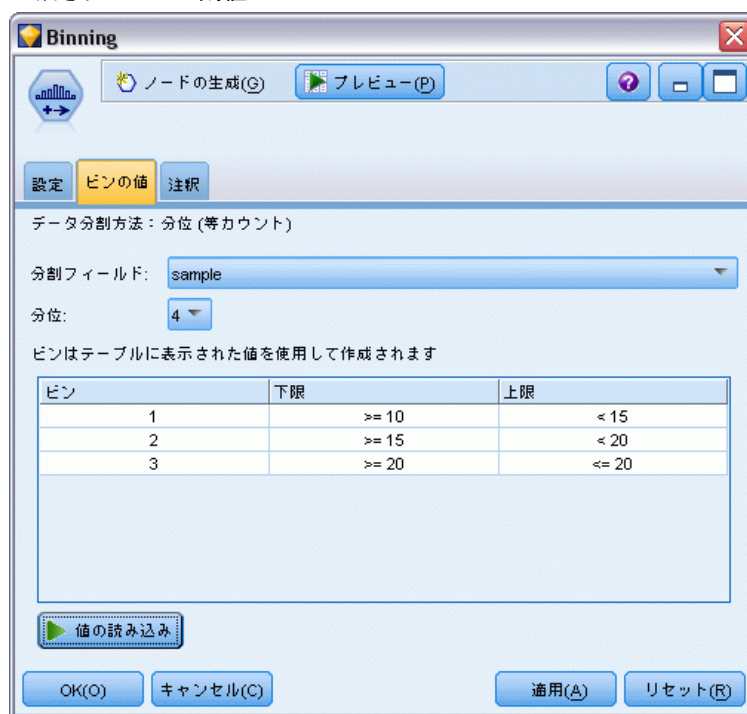 Binning
ノードの生成(G) プレビュー(P)
設定 ビンの値 注釈
データ分割方法：分位 (等カウント)
分割フィールド: sample
分位: 4
ビンはテーブルに表示された値を使用して作成されます
ビン 下限 上限
1 >= 10 < 15
2 >= 15 < 20
3 >= 20 <= 20
値の読み込み
OK(O) キャンセル(C) 適用(A) リセット(R)